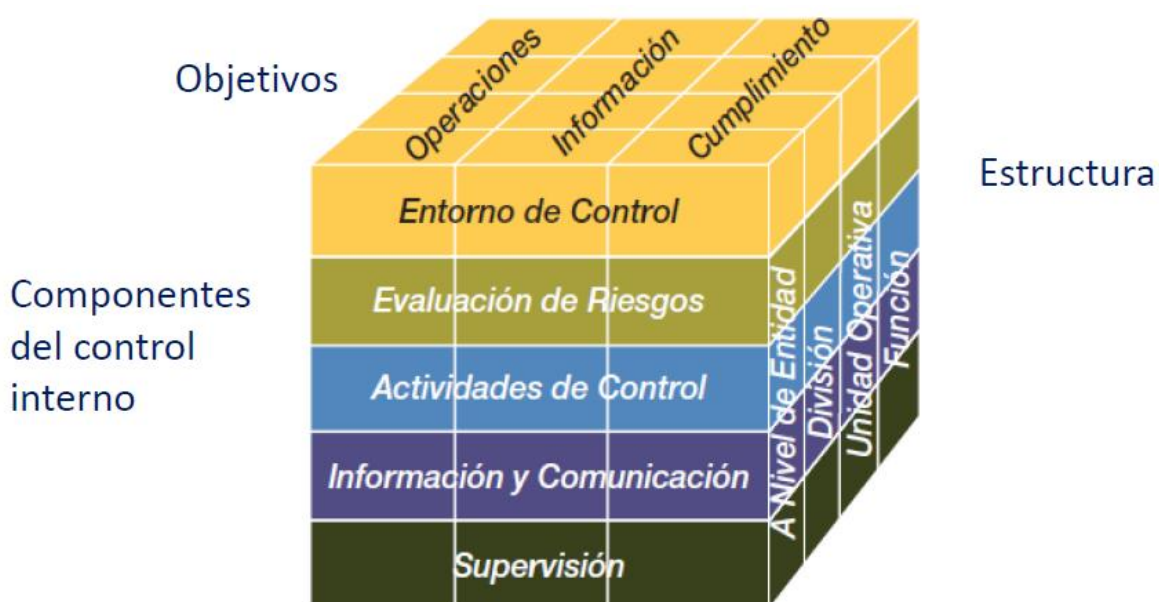 Objetivos
Operaciones
Información
Cumplimiento
Estructura
Componentes
del control
interno
Entorno de Control
Evaluación de Riesgos
Actividades de Control
Información y Comunicación
Supervisión
A Nivel de Entidad
División
Unidad Operativa
Función